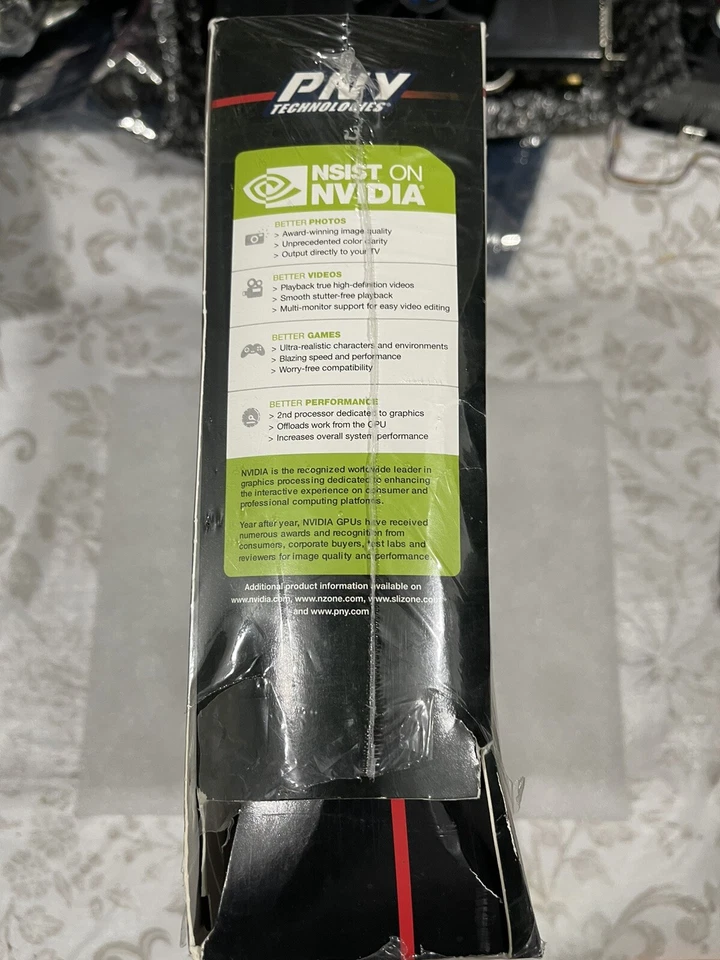 PNY
TECHNOLOGIES®
NSIST ON
NVIDIA®
BETTER PHOTOS
> Award-winning image quality
> Unprecedented color clarity
> Output directly to your TV
BETTER VIDEOS
> Playback true high-definition videos
> Smooth stutter-free playback
> Multi-monitor support for easy video editing
BETTER GAMES
> Ultra-realistic characters and environments
> Blazing speed and performance
> Worry-free compatibility
BETTER PERFORMANCE
> 2nd processor dedicated to graphics
> Offloads work from the CPU
> Increases overall system performance
NVIDIA is the recognized worldwide leader in
graphics processing dedicated to enhancing
the interactive experience on consumer and
professional computing platforms.
Year after year, NVIDIA GPUs have received
numerous awards and recognition from
consumers, corporate buyers, test labs and
reviewers for image quality and performance.
Additional product information available on
www.nvidia.com, www.nzone.com, www.slizone.com
and www.pny.com